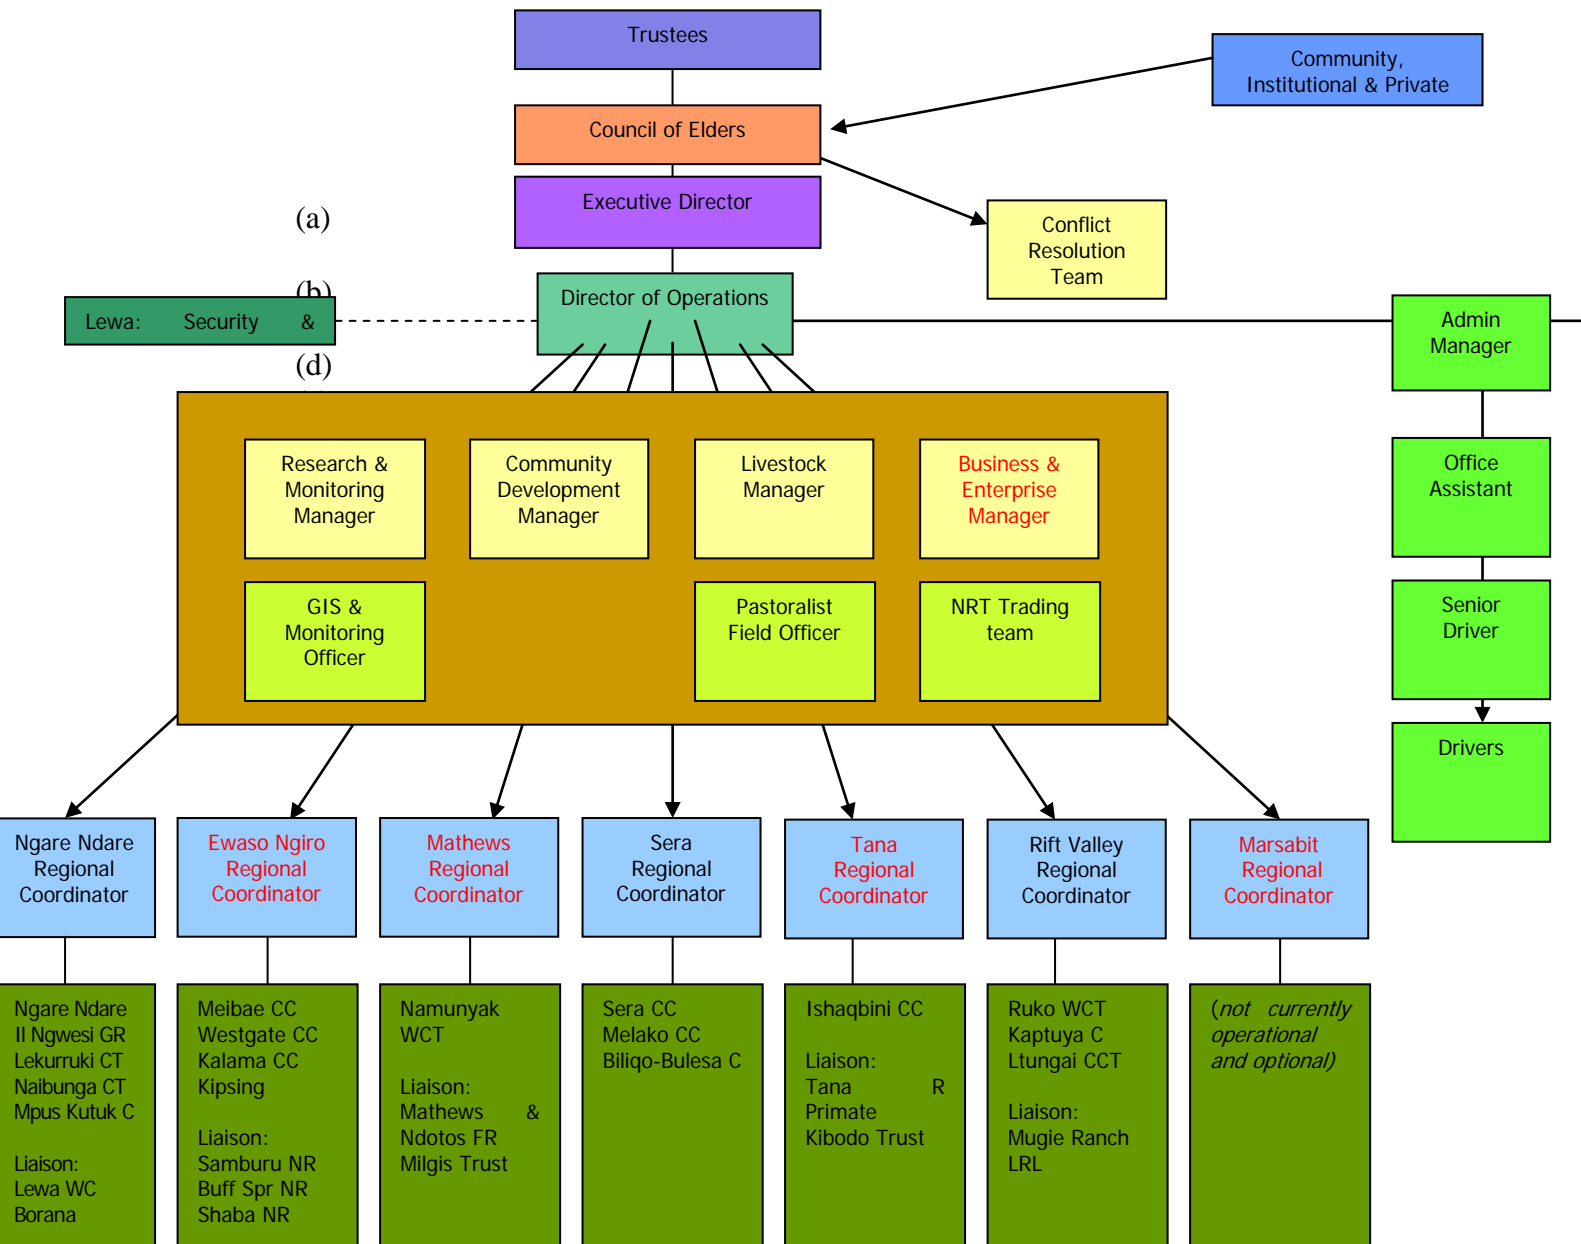 Trustees
Community,
Institutional & Private
Council of Elders
Executive Director
(a)
Conflict
Resolution
Team
(b)
Director of Operations
Lewa: Security &
Admin
Manager
(d)
Research &
Monitoring
Manager
Community
Development
Manager
Livestock
Manager
Business &
Enterprise
Manager
Office
Assistant
GIS &
Monitoring
Officer
Pastoralist
Field Officer
NRT Trading
team
Senior
Driver
Drivers
Ngare Ndare
Regional
Coordinator
Ewaso Ngiro
Regional
Coordinator
Mathews
Regional
Coordinator
Sera
Regional
Coordinator
Tana
Regional
Coordinator
Rift Valley
Regional
Coordinator
Marsabit
Regional
Coordinator
Ngare Ndare
Il Ngwesi GR
Lekurruki CT
Naibunga CT
Mpus Kutuk C
Liaison:
Lewa WC
Borana
Meibae CC
Westgate CC
Kalama CC
Kipsing
Liaison:
Samburu NR
Buff Spr NR
Shaba NR
Namunyak
WCT
Liaison:
Mathews &
Ndotos FR
Milgis Trust
Sera CC
Melako CC
Biliqo-Bulesa C
Ishaqbini CC
Liaison:
Tana R
Primate
Kibodo Trust
Ruko WCT
Kaptuya C
Ltungai CCT
Liaison:
Mugie Ranch
LRL
(not currently
operational
and optional)